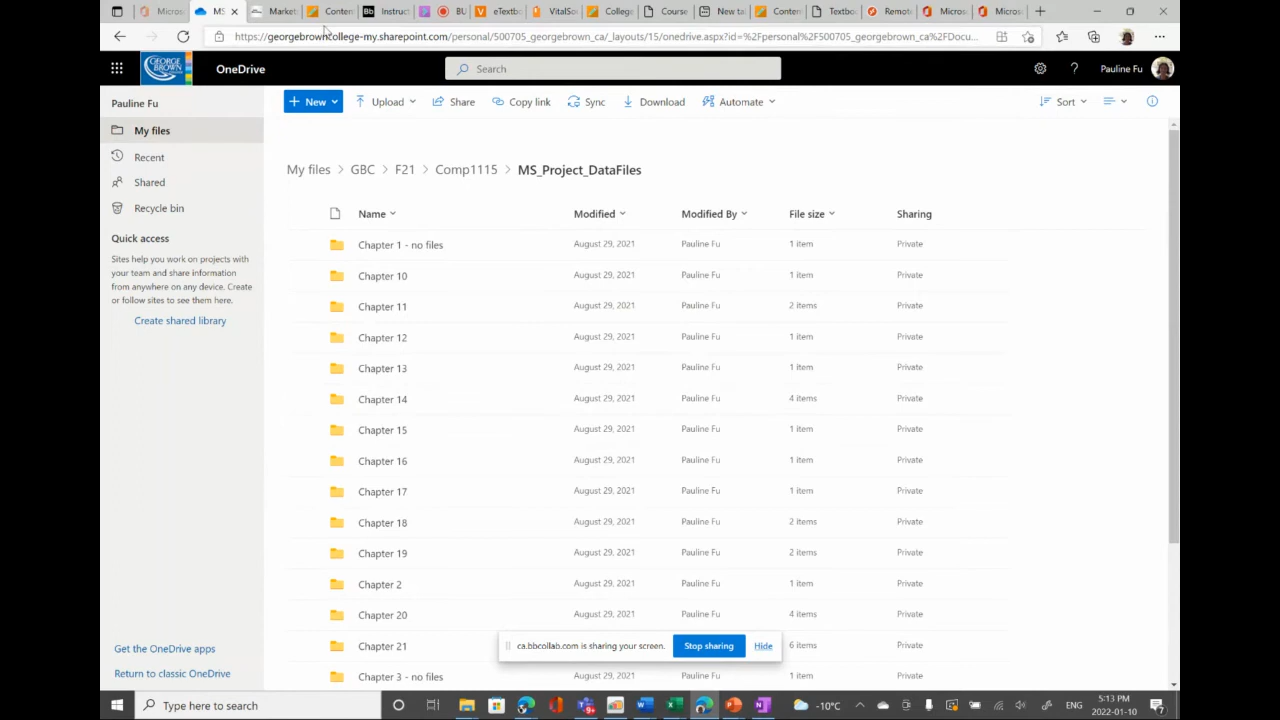 Micros
MS
Market
Conten
Bb Instruct
BU
eTextb
VitalSo
College
Course
New ta
Conten
Textbo
Remot
Micros
Micros
https://georgebrowncollege-my.sharepoint.com/personal/500705_georgebrown_ca/_layouts/15/onedrive.aspx?id=%2Fpersonal%2F500705_georgebrown_ca%2FDocu...
GEORGE BROWN
OneDrive
Search
Pauline Fu
Pauline Fu
New
Upload
Share
Copy link
Sync
Download
Automate
Sort
My files
Recent
Shared
Recycle bin
Quick access
Sites help you work on projects with
your team and share information
from anywhere on any device. Create
or follow sites to see them here.
Create shared library
Get the OneDrive apps
Return to classic OneDrive
My files > GBC > F21 > Comp1115 > MS_Project_DataFiles
Name Modified Modified By File size Sharing
Chapter 1 - no files August 29, 2021 Pauline Fu 1 item Private
Chapter 10 August 29, 2021 Pauline Fu 1 item Private
Chapter 11 August 29, 2021 Pauline Fu 2 items Private
Chapter 12 August 29, 2021 Pauline Fu 1 item Private
Chapter 13 August 29, 2021 Pauline Fu 1 item Private
Chapter 14 August 29, 2021 Pauline Fu 4 items Private
Chapter 15 August 29, 2021 Pauline Fu 1 item Private
Chapter 16 August 29, 2021 Pauline Fu 1 item Private
Chapter 17 August 29, 2021 Pauline Fu 1 item Private
Chapter 18 August 29, 2021 Pauline Fu 2 items Private
Chapter 19 August 29, 2021 Pauline Fu 2 items Private
Chapter 2 August 29, 2021 Pauline Fu 1 item Private
Chapter 20 August 29, 2021 Pauline Fu 4 items Private
Chapter 21 6 items Private
Chapter 3 - no files August 29, 2021 Pauline Fu 1 item Private
ca.bbcollab.com is sharing your screen. Stop sharing Hide
Type here to search
-10°C
ENG
5:13 PM
2022-01-10